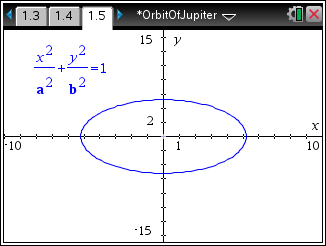 1.3 1.4 1.5 *OrbitOfJupiter
15 y
x²/a² + y²/b² = 1
2
x
-10 1 10
-15